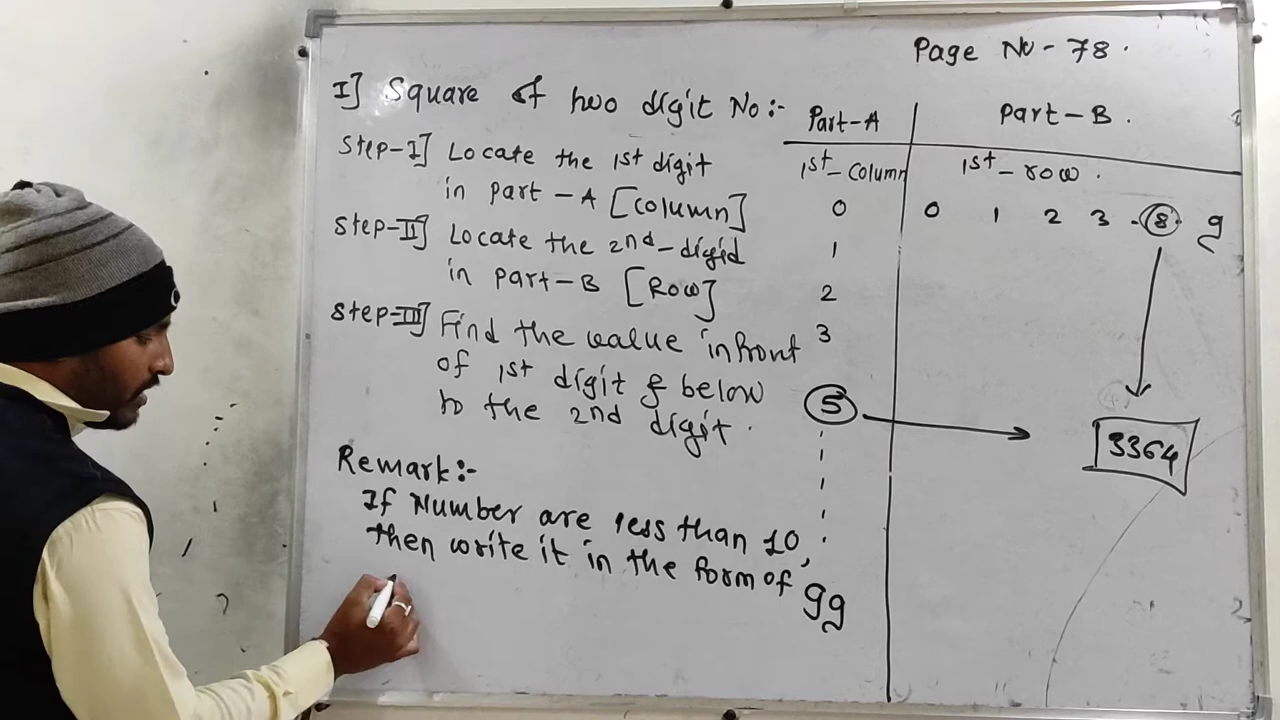 Page No - 78.
I] Square of two digit No:-
Step-I] Locate the 1st digit
in part - A [column]
Step-II] Locate the 2nd-digid
in part-B [Row]
Step-III] Find the value infront
of 1st digit & below
to the 2nd digit.
Remark:-
If Number are less than 10,
then write it in the form of
Part-A
Part-B.
1st-column
1st-row.
0
0 1 2 3 - 8 - 9
1
2
3
5
3364
99